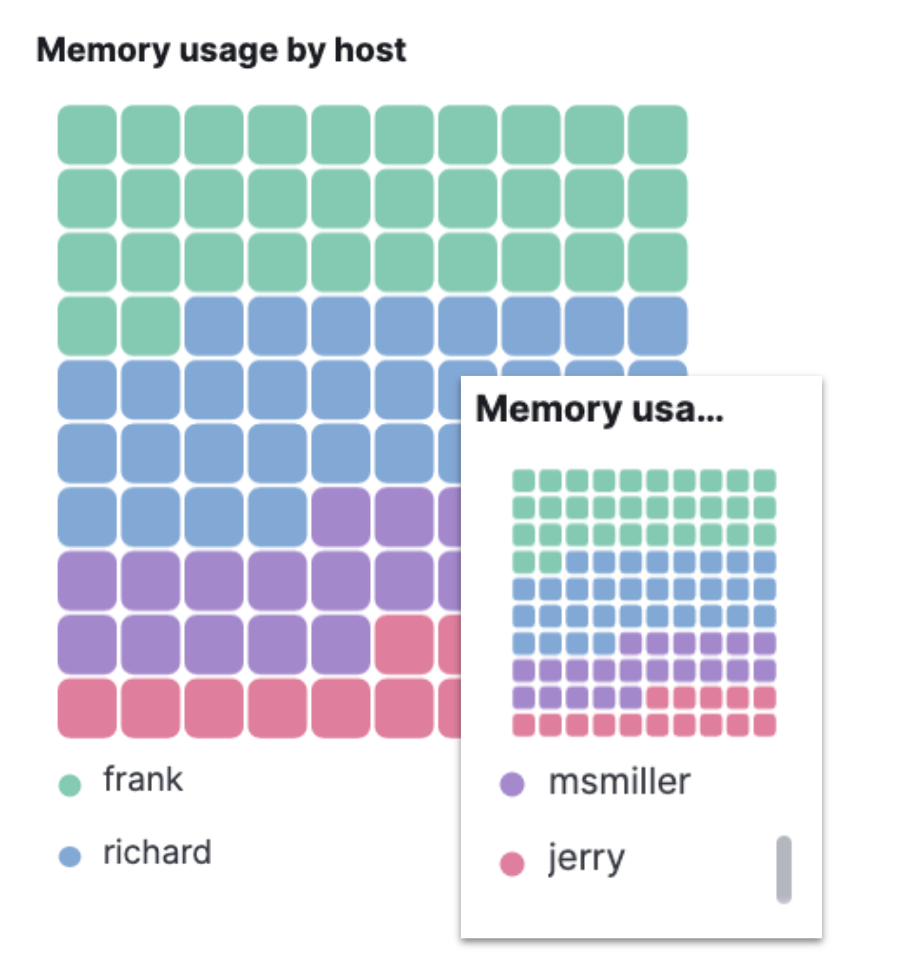 Memory usage by host
frank
richard
Memory usa...
msmiller
jerry